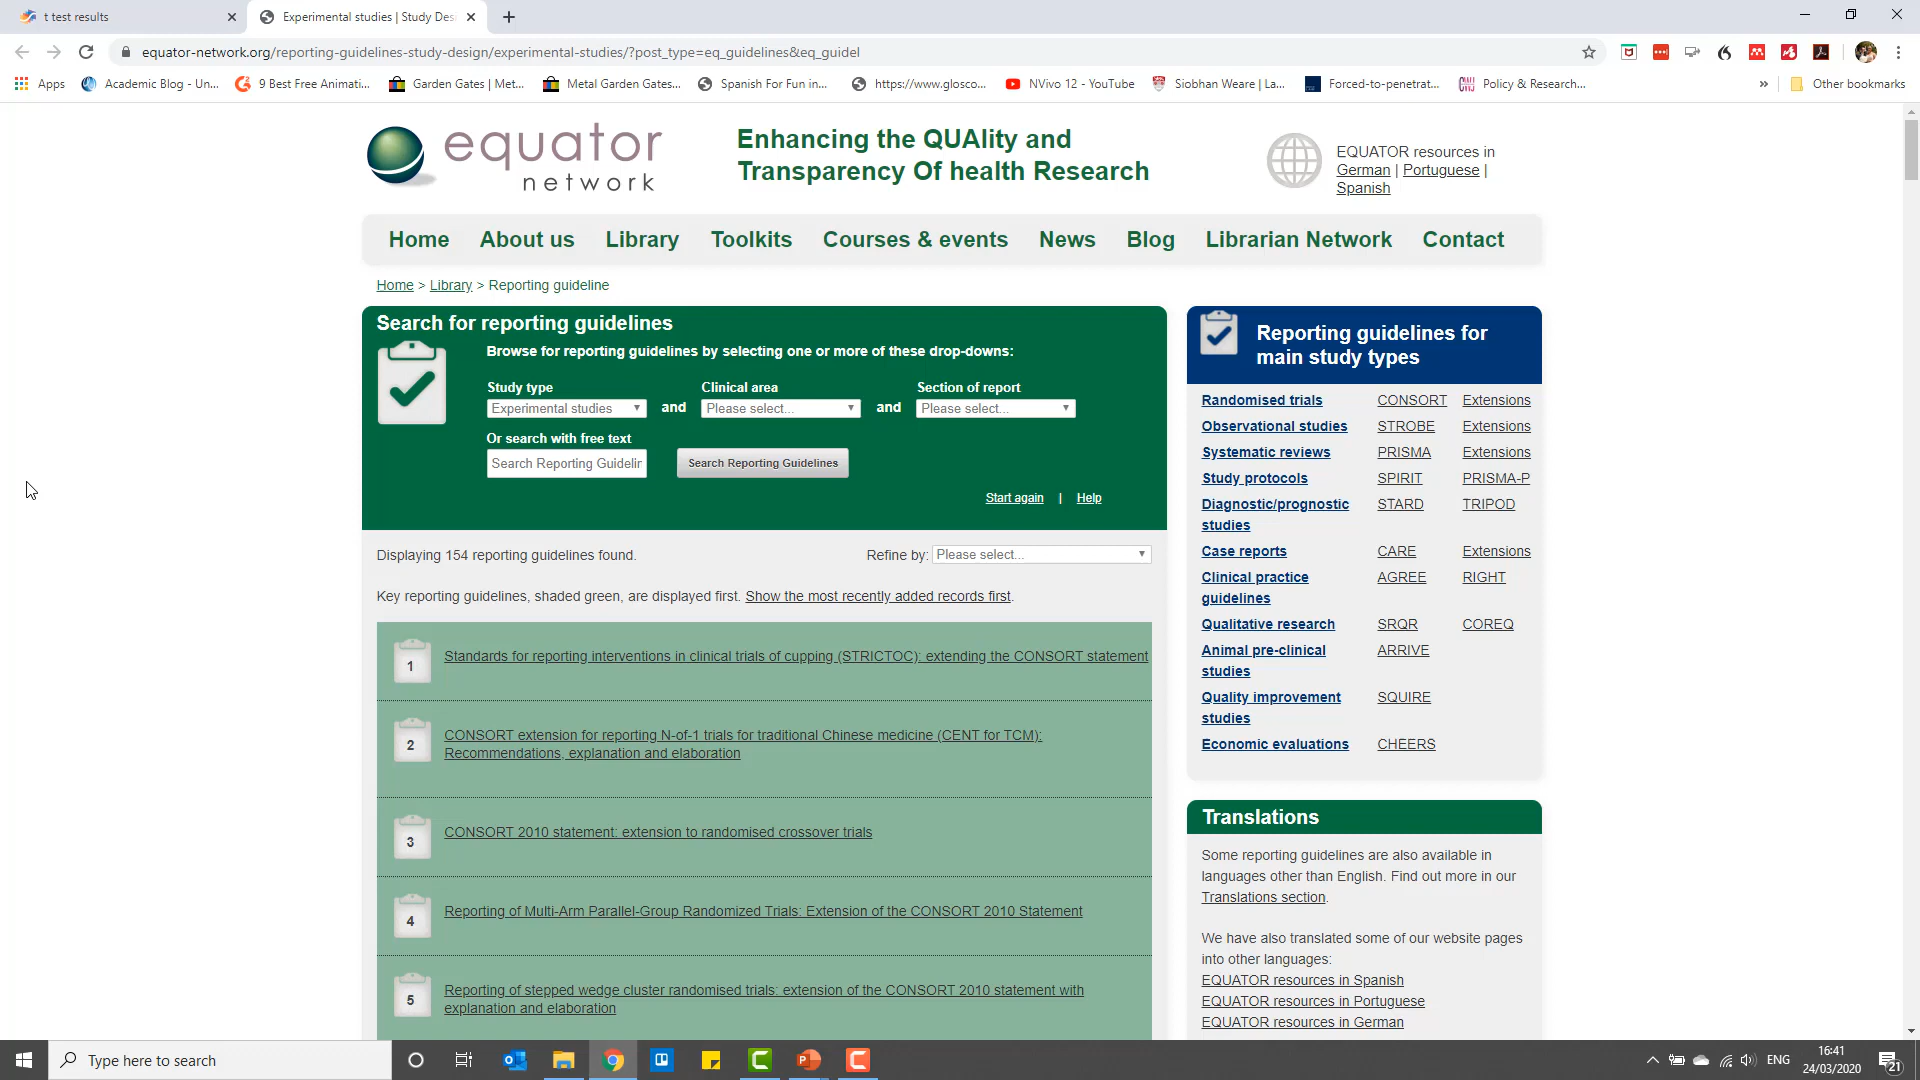 t test results
Experimental studies | Study Des
equator-network.org/reporting-guidelines-study-design/experimental-studies/?post_type=eq_guidelines&eq_guidel
Apps
Academic Blog - Un...
9 Best Free Animati...
Garden Gates | Met...
Metal Garden Gates...
Spanish For Fun in...
https://www.glosco...
NVivo 12 - YouTube
Siobhan Weare | La...
Forced-to-penetrat...
Policy & Research...
»
Other bookmarks
equator
network
Enhancing the QUAlity and
Transparency Of health Research
EQUATOR resources in
German | Portuguese |
Spanish
Home About us Library Toolkits Courses & events News Blog Librarian Network Contact
Home > Library > Reporting guideline
Search for reporting guidelines
Browse for reporting guidelines by selecting one or more of these drop-downs:
Study type Clinical area Section of report
Experimental studies and Please select... and Please select...
Or search with free text
Search Reporting Guidelin Search Reporting Guidelines
Start again | Help
Displaying 154 reporting guidelines found. Refine by: Please select...
Key reporting guidelines, shaded green, are displayed first. Show the most recently added records first.
1 Standards for reporting interventions in clinical trials of cupping (STRICTOC): extending the CONSORT statement
2 CONSORT extension for reporting N-of-1 trials for traditional Chinese medicine (CENT for TCM):
Recommendations, explanation and elaboration
3 CONSORT 2010 statement: extension to randomised crossover trials
4 Reporting of Multi-Arm Parallel-Group Randomized Trials: Extension of the CONSORT 2010 Statement
5 Reporting of stepped wedge cluster randomised trials: extension of the CONSORT 2010 statement with
explanation and elaboration
Reporting guidelines for
main study types
Randomised trials CONSORT Extensions
Observational studies STROBE Extensions
Systematic reviews PRISMA Extensions
Study protocols SPIRIT PRISMA-P
Diagnostic/prognostic STARD TRIPOD
studies
Case reports CARE Extensions
Clinical practice AGREE RIGHT
guidelines
Qualitative research SRQR COREQ
Animal pre-clinical ARRIVE
studies
Quality improvement SQUIRE
studies
Economic evaluations CHEERS
Translations
Some reporting guidelines are also available in
languages other than English. Find out more in our
Translations section.
We have also translated some of our website pages
into other languages:
EQUATOR resources in Spanish
EQUATOR resources in Portuguese
EQUATOR resources in German
Type here to search
ENG
16:41
24/03/2020
21